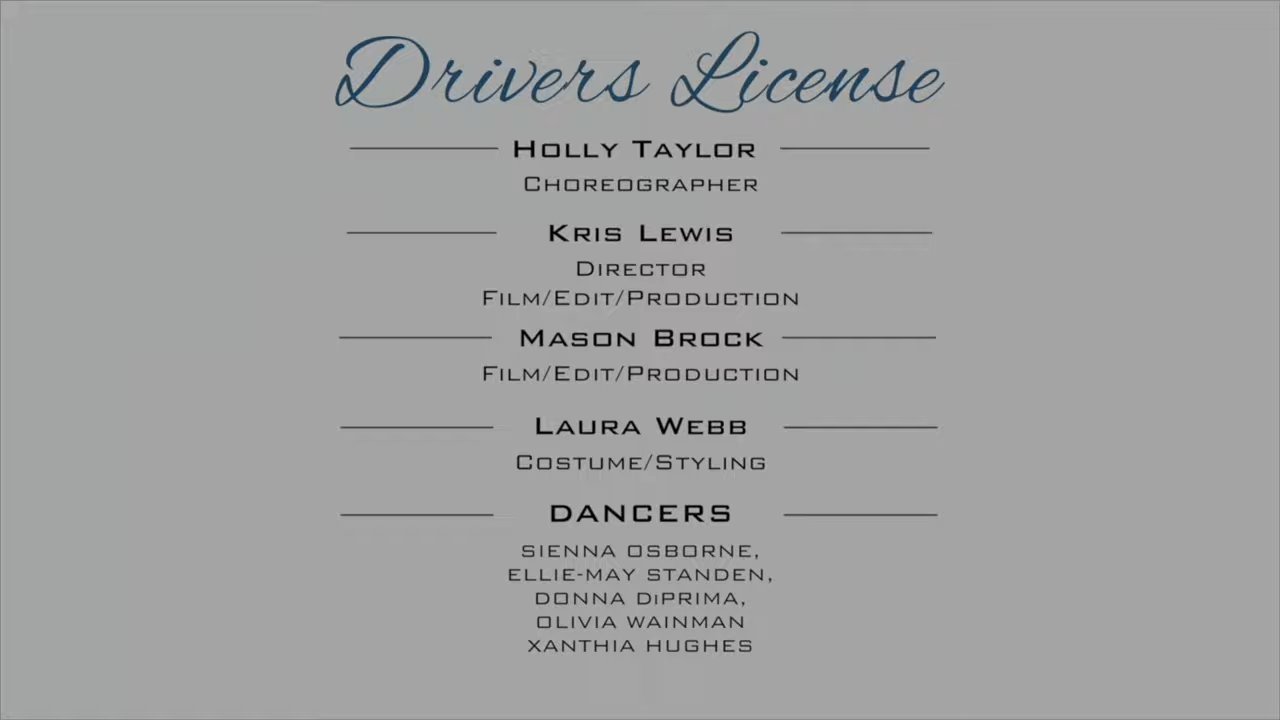 Drivers License
Holly Taylor
Choreographer
Kris Lewis
Director
Film/Edit/Production
Mason Brock
Film/Edit/Production
Laura Webb
Costume/Styling
DANCERS
SIENNA OSBORNE,
ELLIE-MAY STANDEN,
DONNA DiPRIMA,
OLIVIA WAINMAN
XANTHIA HUGHES